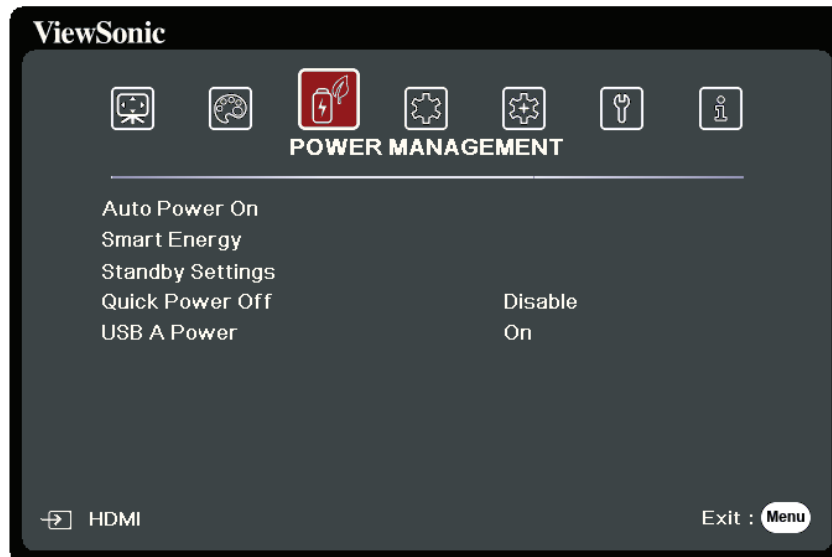 ViewSonic
POWER MANAGEMENT
Auto Power On
Smart Energy
Standby Settings
Quick Power Off Disable
USB A Power On
HDMI Exit : Menu